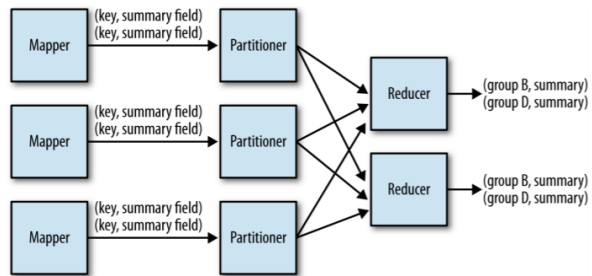 (key, summary field)
(key, summary field)
Mapper
Partitioner
Reducer
(group B, summary)
(group D, summary)
(key, summary field)
(key, summary field)
Mapper
Partitioner
Reducer
(group B, summary)
(group D, summary)
(key, summary field)
(key, summary field)
Mapper
Partitioner